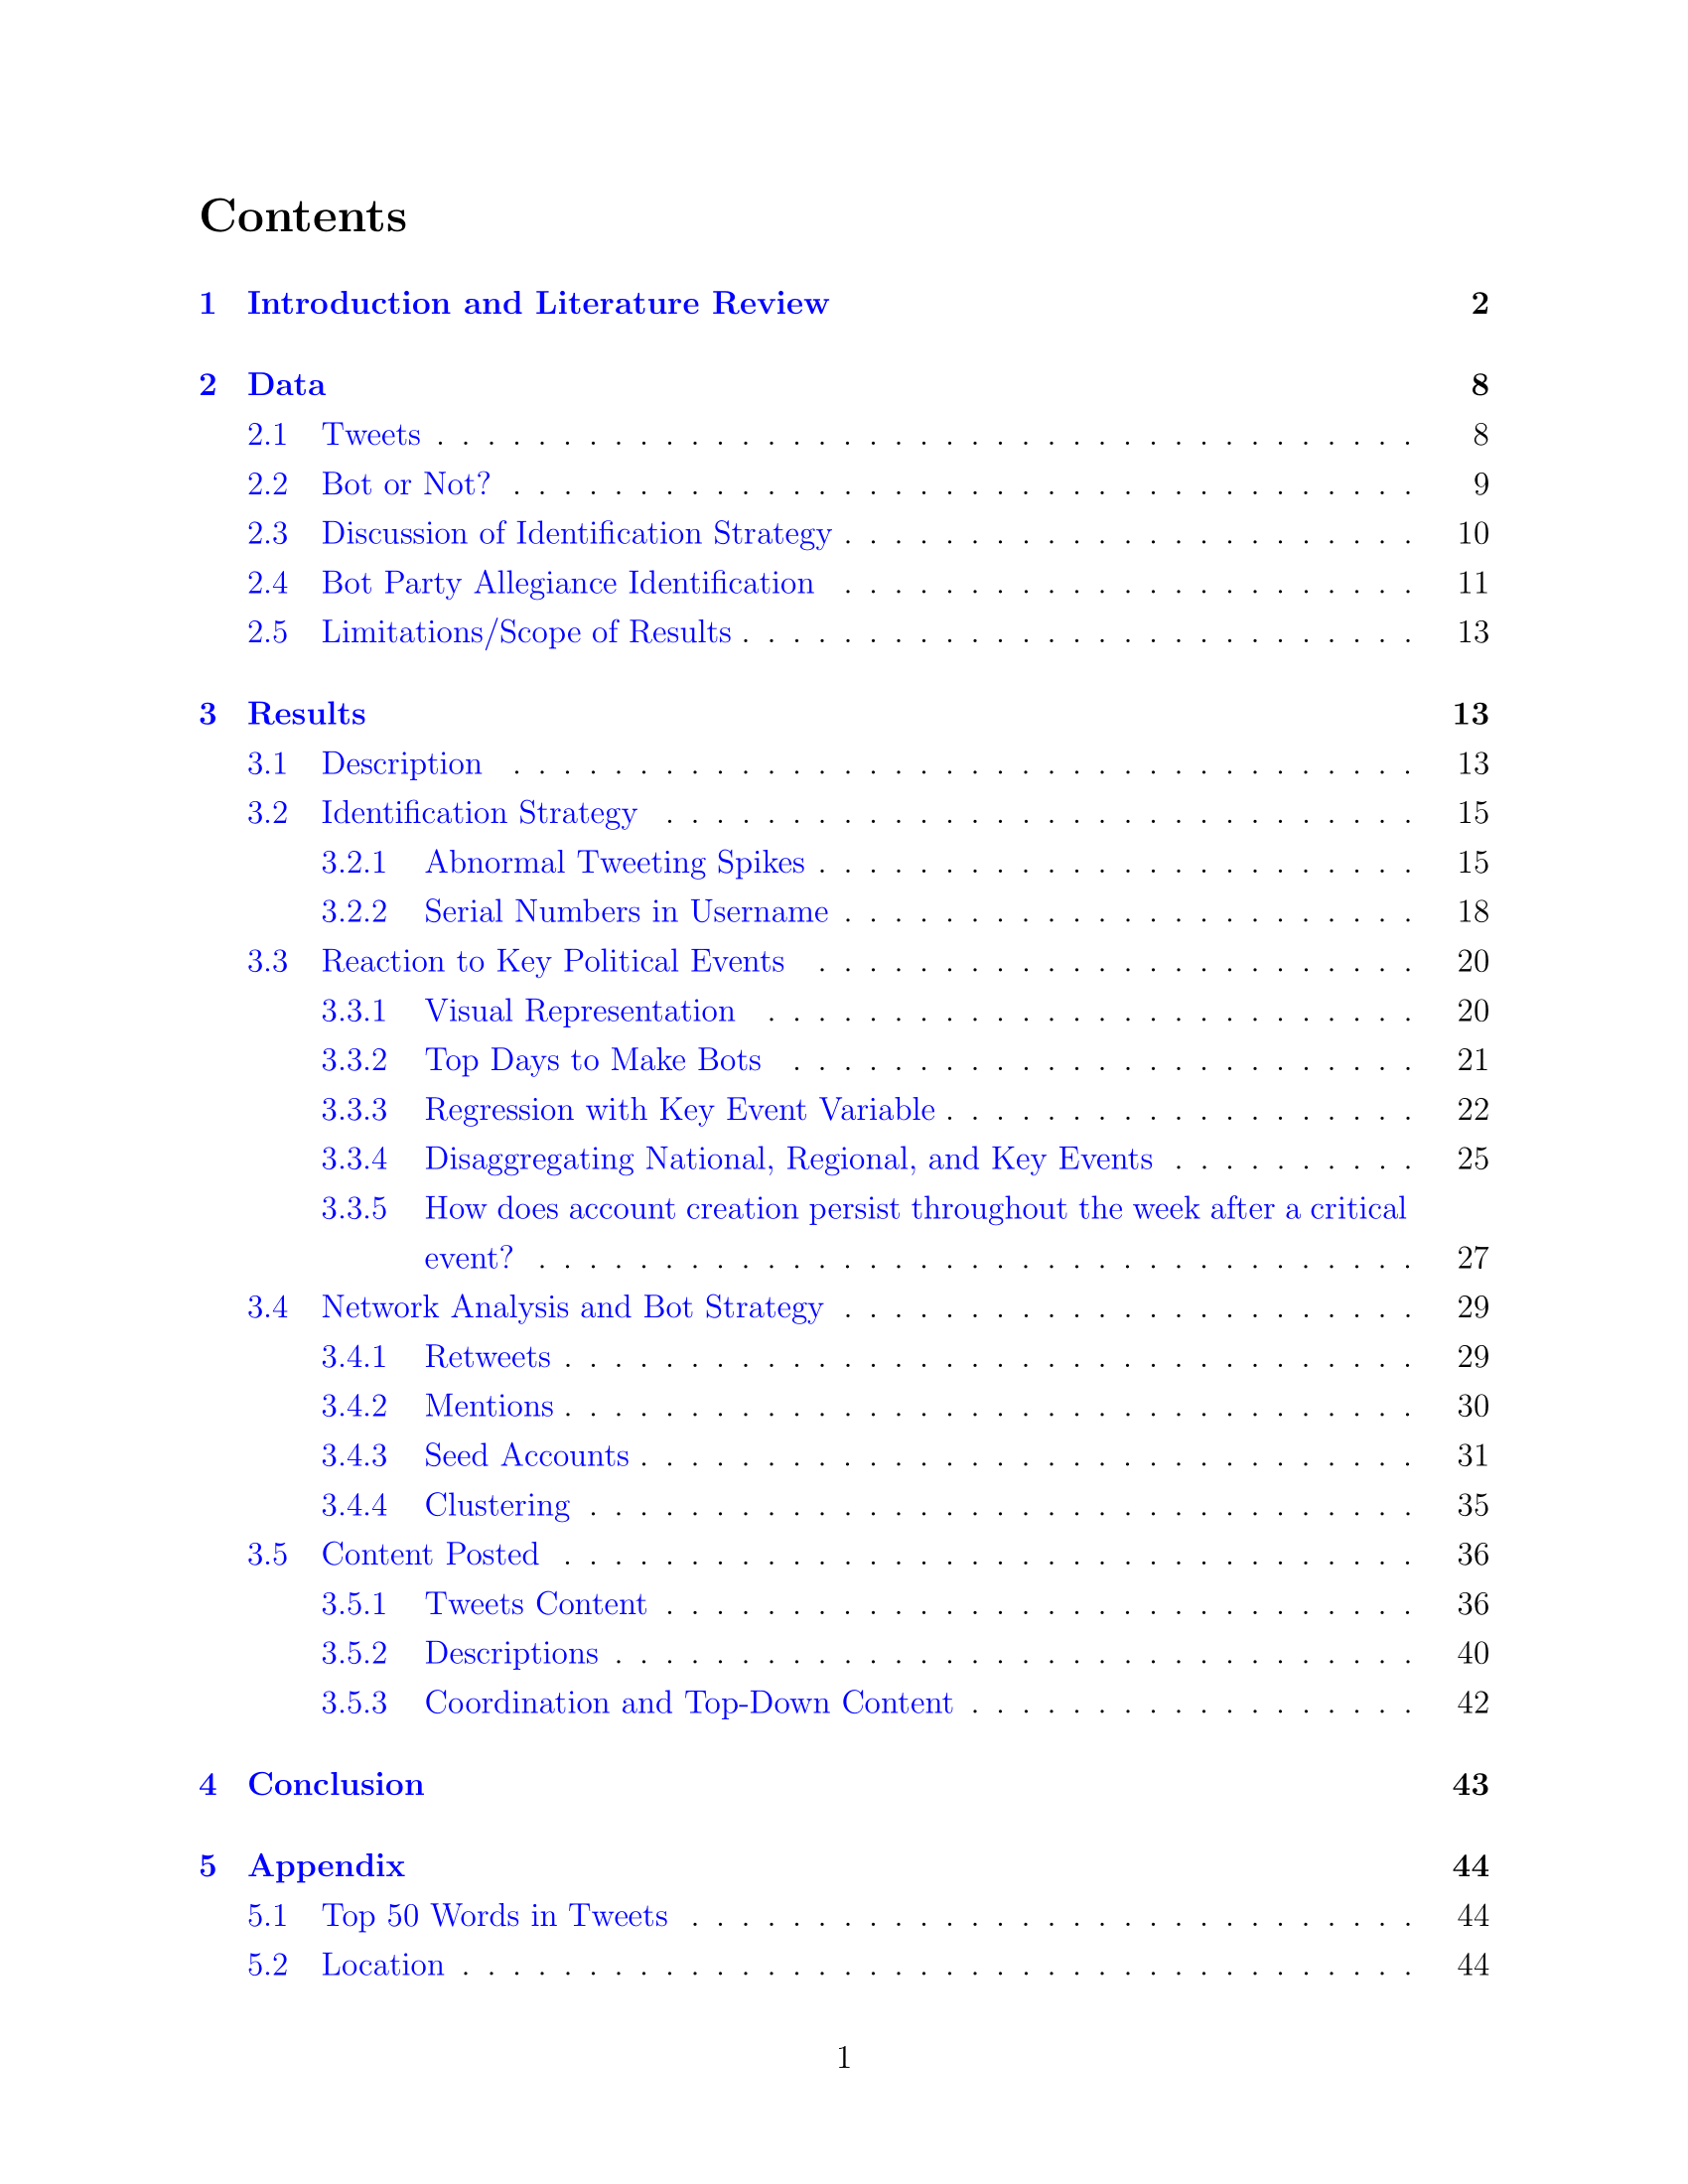 Contents
1 Introduction and Literature Review 2
2 Data 8
2.1 Tweets . . . . . . . . . . . . . . . . . . . . . . . . . . . . . . . . . . . . . . . 8
2.2 Bot or Not? . . . . . . . . . . . . . . . . . . . . . . . . . . . . . . . . . . . . 9
2.3 Discussion of Identification Strategy . . . . . . . . . . . . . . . . . . . . . . . 10
2.4 Bot Party Allegiance Identification . . . . . . . . . . . . . . . . . . . . . . . 11
2.5 Limitations/Scope of Results . . . . . . . . . . . . . . . . . . . . . . . . . . . 13
3 Results 13
3.1 Description . . . . . . . . . . . . . . . . . . . . . . . . . . . . . . . . . . . . 13
3.2 Identification Strategy . . . . . . . . . . . . . . . . . . . . . . . . . . . . . . 15
3.2.1 Abnormal Tweeting Spikes . . . . . . . . . . . . . . . . . . . . . . . . 15
3.2.2 Serial Numbers in Username . . . . . . . . . . . . . . . . . . . . . . . 18
3.3 Reaction to Key Political Events . . . . . . . . . . . . . . . . . . . . . . . . 20
3.3.1 Visual Representation . . . . . . . . . . . . . . . . . . . . . . . . . . 20
3.3.2 Top Days to Make Bots . . . . . . . . . . . . . . . . . . . . . . . . . 21
3.3.3 Regression with Key Event Variable . . . . . . . . . . . . . . . . . . . 22
3.3.4 Disaggregating National, Regional, and Key Events . . . . . . . . . . 25
3.3.5 How does account creation persist throughout the week after a critical
event? . . . . . . . . . . . . . . . . . . . . . . . . . . . . . . . . . . . 27
3.4 Network Analysis and Bot Strategy . . . . . . . . . . . . . . . . . . . . . . . 29
3.4.1 Retweets . . . . . . . . . . . . . . . . . . . . . . . . . . . . . . . . . . 29
3.4.2 Mentions . . . . . . . . . . . . . . . . . . . . . . . . . . . . . . . . . . 30
3.4.3 Seed Accounts . . . . . . . . . . . . . . . . . . . . . . . . . . . . . . . 31
3.4.4 Clustering . . . . . . . . . . . . . . . . . . . . . . . . . . . . . . . . . 35
3.5 Content Posted . . . . . . . . . . . . . . . . . . . . . . . . . . . . . . . . . . 36
3.5.1 Tweets Content . . . . . . . . . . . . . . . . . . . . . . . . . . . . . . 36
3.5.2 Descriptions . . . . . . . . . . . . . . . . . . . . . . . . . . . . . . . . 40
3.5.3 Coordination and Top-Down Content . . . . . . . . . . . . . . . . . . 42
4 Conclusion 43
5 Appendix 44
5.1 Top 50 Words in Tweets . . . . . . . . . . . . . . . . . . . . . . . . . . . . . 44
5.2 Location . . . . . . . . . . . . . . . . . . . . . . . . . . . . . . . . . . . . . . 44
1